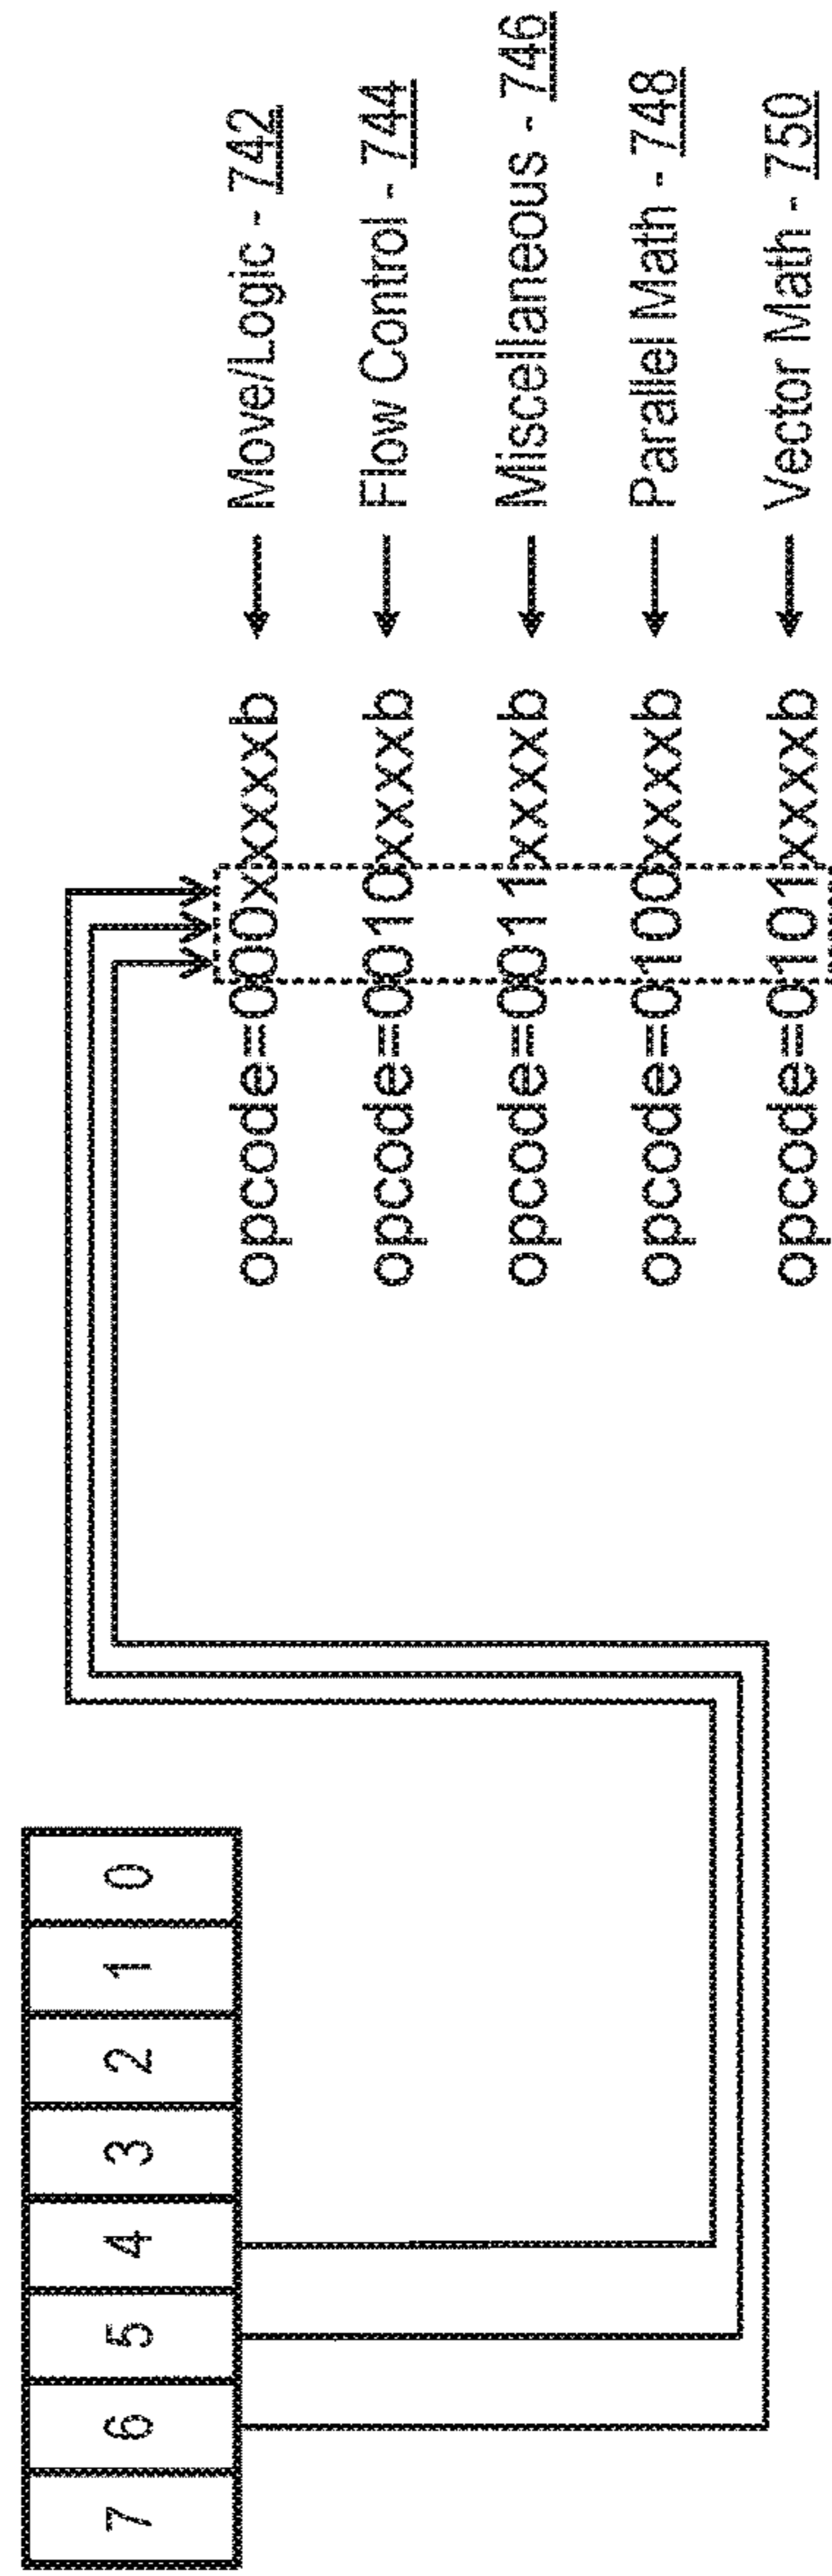 7 6 5 4 3 2 1 0
opcode=000xxxxxb ← Move/Logic - 742
opcode=0010xxxxb ← Flow Control - 744
opcode=0011xxxxb ← Miscellaneous - 746
opcode=0100xxxxb ← Parallel Math - 748
opcode=0101xxxxb ← Vector Math - 750